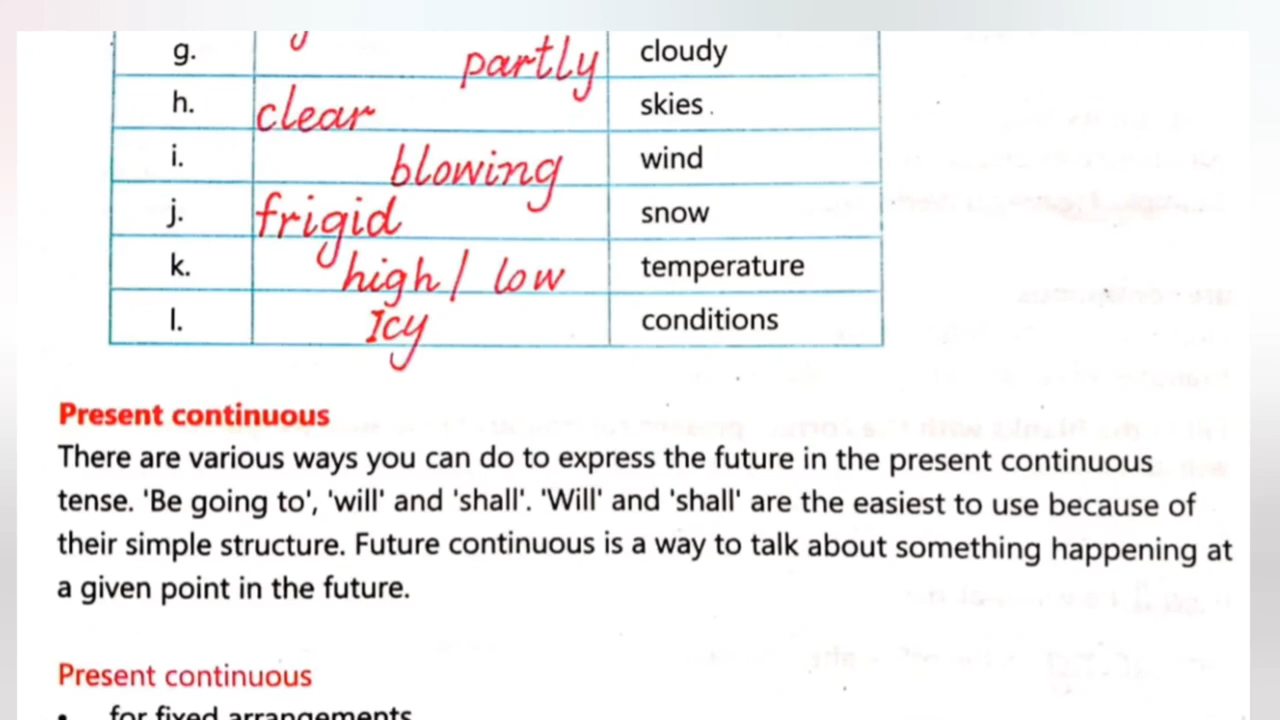 g. partly cloudy
h. clear skies
i. blowing wind
j. frigid snow
k. high/ low temperature
l. Icy conditions
Present continuous
There are various ways you can do to express the future in the present continuous
tense. 'Be going to', 'will' and 'shall'. 'Will' and 'shall' are the easiest to use because of
their simple structure. Future continuous is a way to talk about something happening at
a given point in the future.
Present continuous
• for fixed arrangements